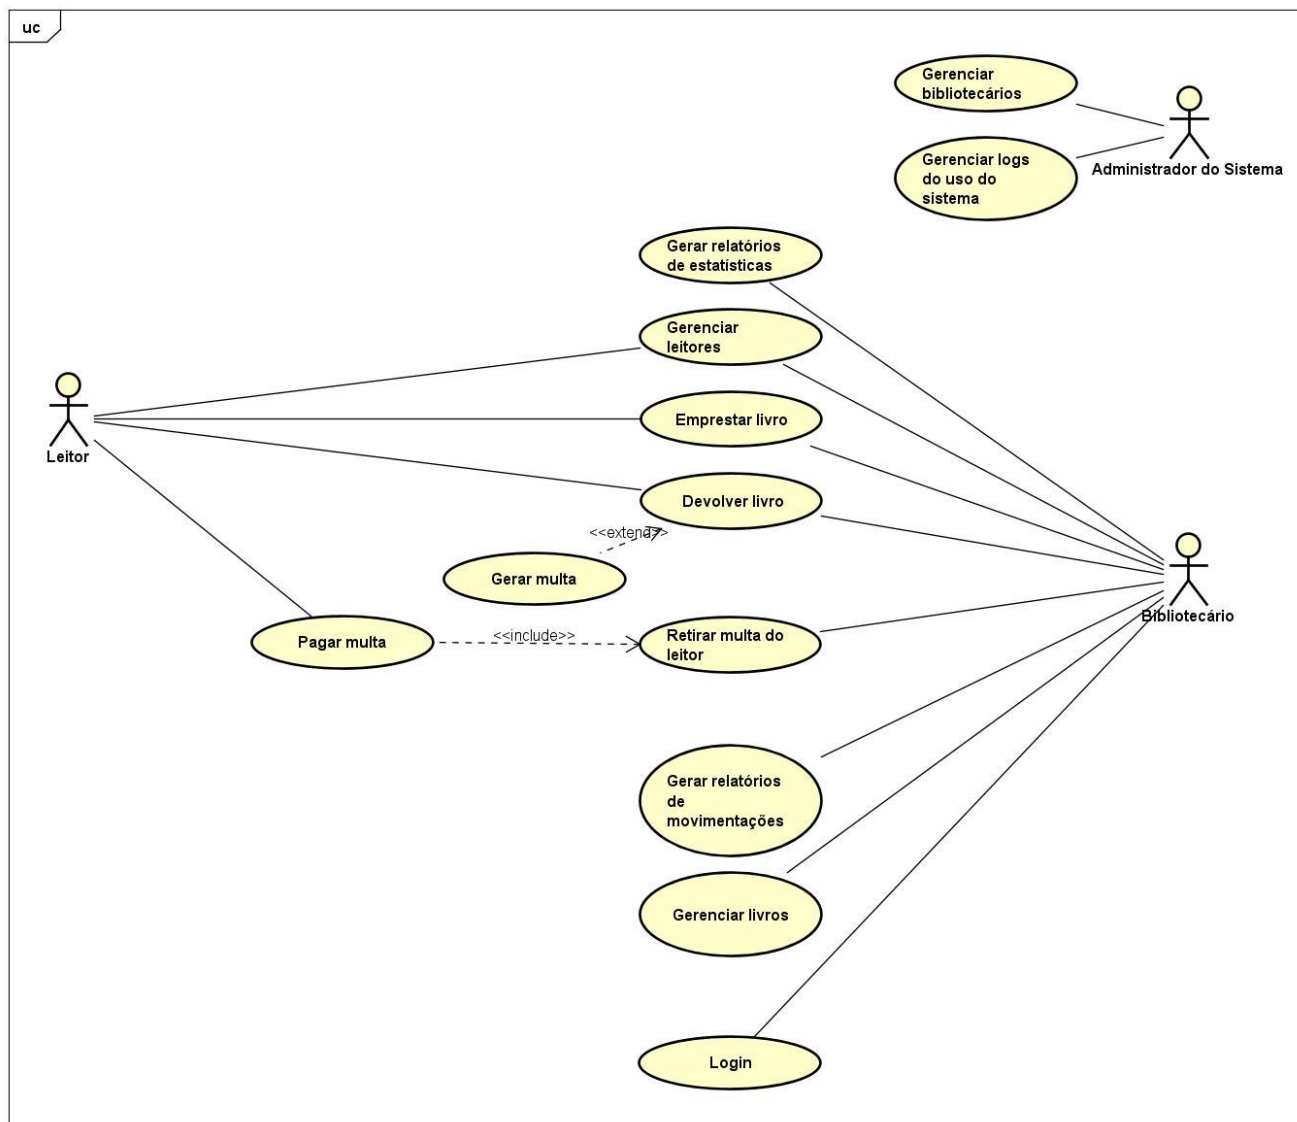 uc
Gerenciar
bibliotecários
Gerenciar logs
do uso do
sistema
Administrador do Sistema
Gerar relatórios
de estatísticas
Gerenciar
leitores
Leitor
Emprestar livro
Devolver livro
<<extend>>
Gerar multa
Pagar multa
<<include>>
Retirar multa do
leitor
Bibliotecário
Gerar relatórios
de
movimentações
Gerenciar livros
Login